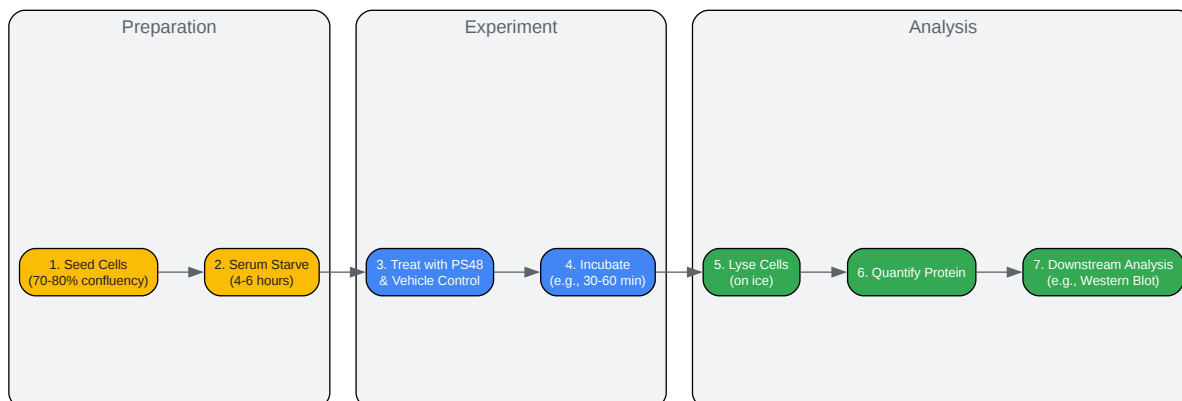 Preparation
Experiment
Analysis
1. Seed Cells
(70-80% confluency)
2. Serum Starve
(4-6 hours)
3. Treat with PS48
& Vehicle Control
4. Incubate
(e.g., 30-60 min)
5. Lyse Cells
(on ice)
6. Quantify Protein
7. Downstream Analysis
(e.g., Western Blot)